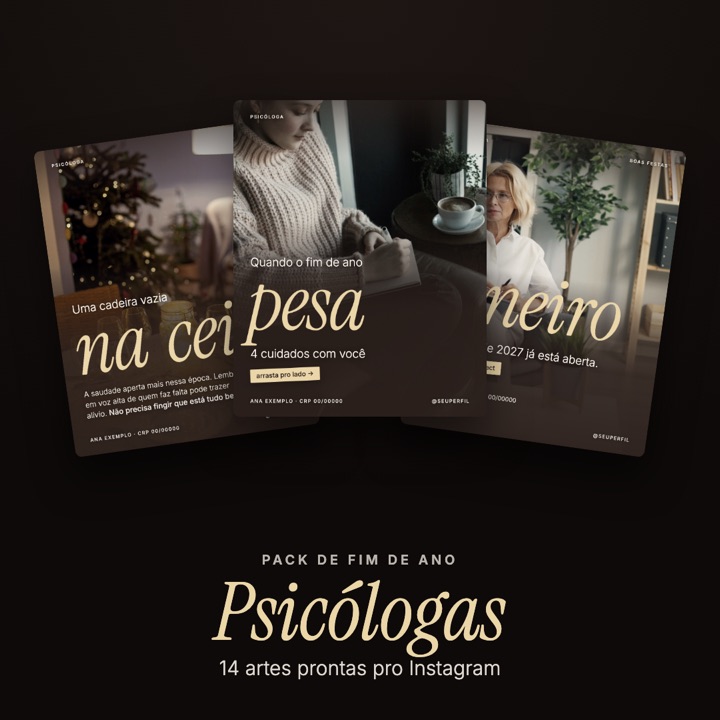 PSICÓLOGA
Uma cadeira vazia
na cei
A saudade aperta mais nessa época. Lemb
em voz alta de quem faz falta pode trazer
alívio. Não precisa fingir que está tudo be
ANA EXEMPLO · CRP 00/00000
PSICÓLOGA
Quando o fim de ano
pesa
4 cuidados com você
arrasta pro lado →
ANA EXEMPLO · CRP 00/00000
@SEUPERFIL
BOAS FESTAS
neiro
e 2027 já está aberta.
ect
00/00000
@SEUPERFIL
PACK DE FIM DE ANO
Psicólogas
14 artes prontas pro Instagram